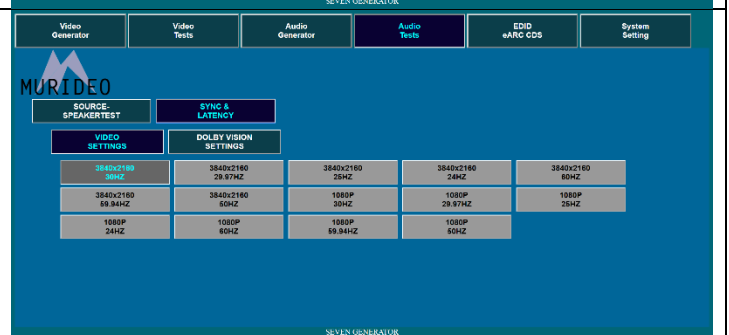 SEVEN GENERATOR
Video Generator
Video Tests
Audio Generator
Audio Tests
EDID eARC CDS
System Setting
MURIDEO
SOURCE-SPEAKERTEST
SYNC & LATENCY
VIDEO SETTINGS
DOLBY VISION SETTINGS
3840x2160 30HZ
3840x2160 29.97HZ
3840x2160 25HZ
3840x2160 24HZ
3840x2160 60HZ
3840x2160 59.94HZ
3840x2160 50HZ
1080P 30HZ
1080P 29.97HZ
1080P 25HZ
1080P 24HZ
1080P 60HZ
1080P 59.94HZ
1080P 50HZ
SEVEN GENERATOR